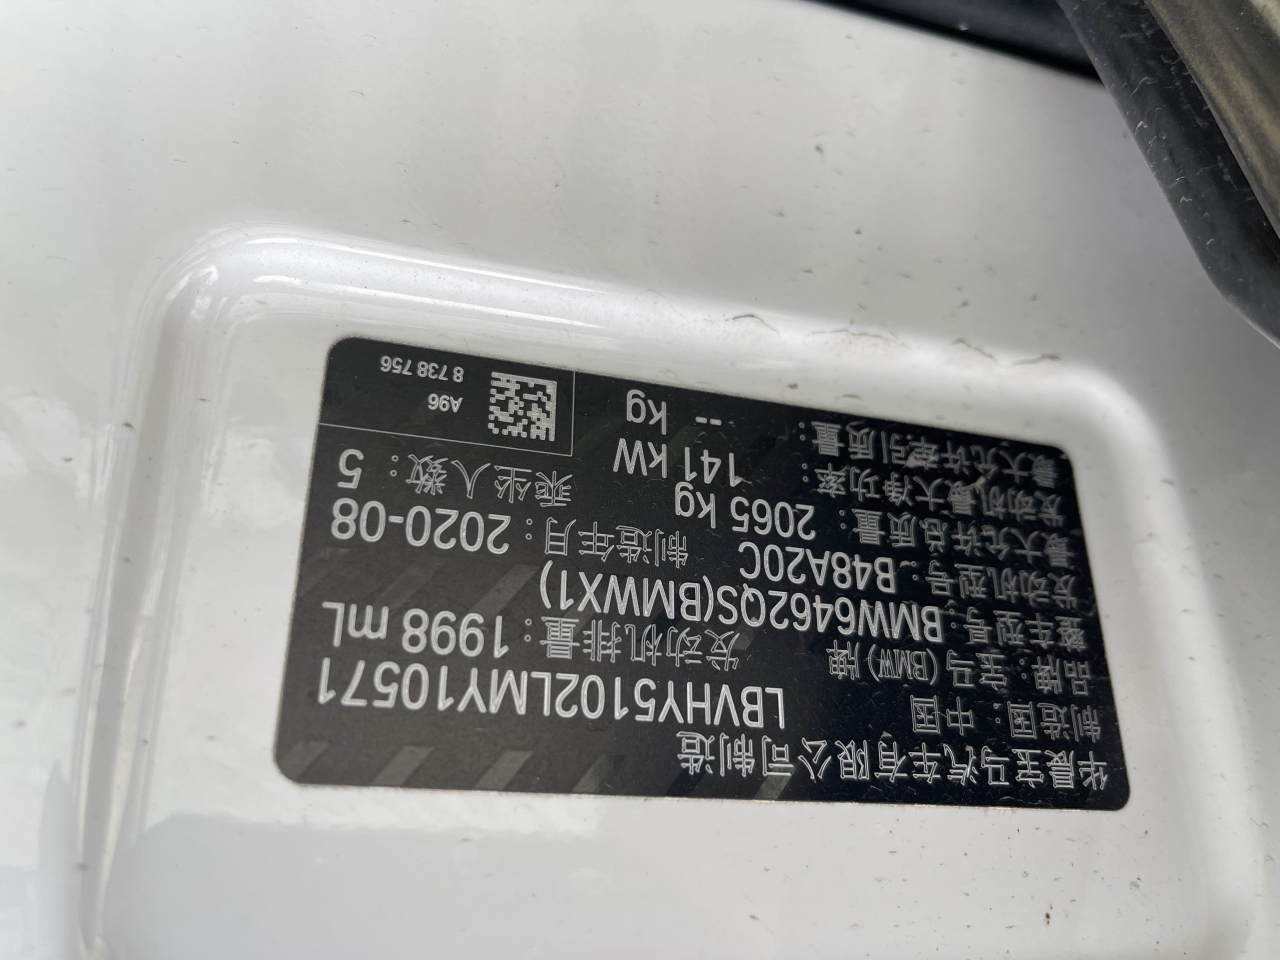 华晨宝马汽车有限公司制造
制造国：中国 LBVHY5102LMY10571
品牌：宝马(BMW)牌 发动机排量：1998 mL
整车型号：BMW6462QS(BMWX1)
发动机型号：B48A20C 制造年月：2020-08
最大允许总质量：2065 kg 乘坐人数：5
发动机最大净功率：141 kW
最大允许牵引质量：-- kg
A96
8 738 756